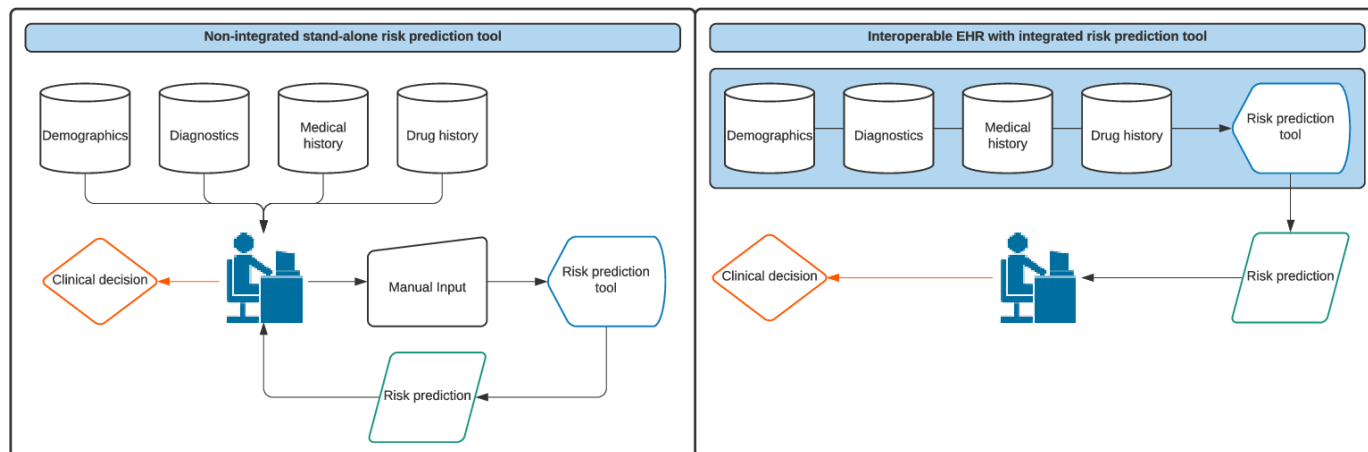 Non-integrated stand-alone risk prediction tool
Demographics
Diagnostics
Medical
history
Drug history
Clinical decision
Manual Input
Risk prediction
tool
Risk prediction
Interoperable EHR with integrated risk prediction tool
Demographics
Diagnostics
Medical
history
Drug history
Risk prediction
tool
Clinical decision
Risk prediction